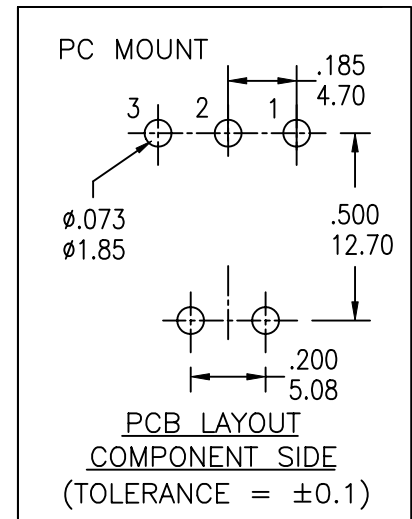 PC MOUNT
.185
4.70
3 2 1
ø.073
ø1.85
.500
12.70
.200
5.08
PCB LAYOUT
COMPONENT SIDE
(TOLERANCE = ±0.1)